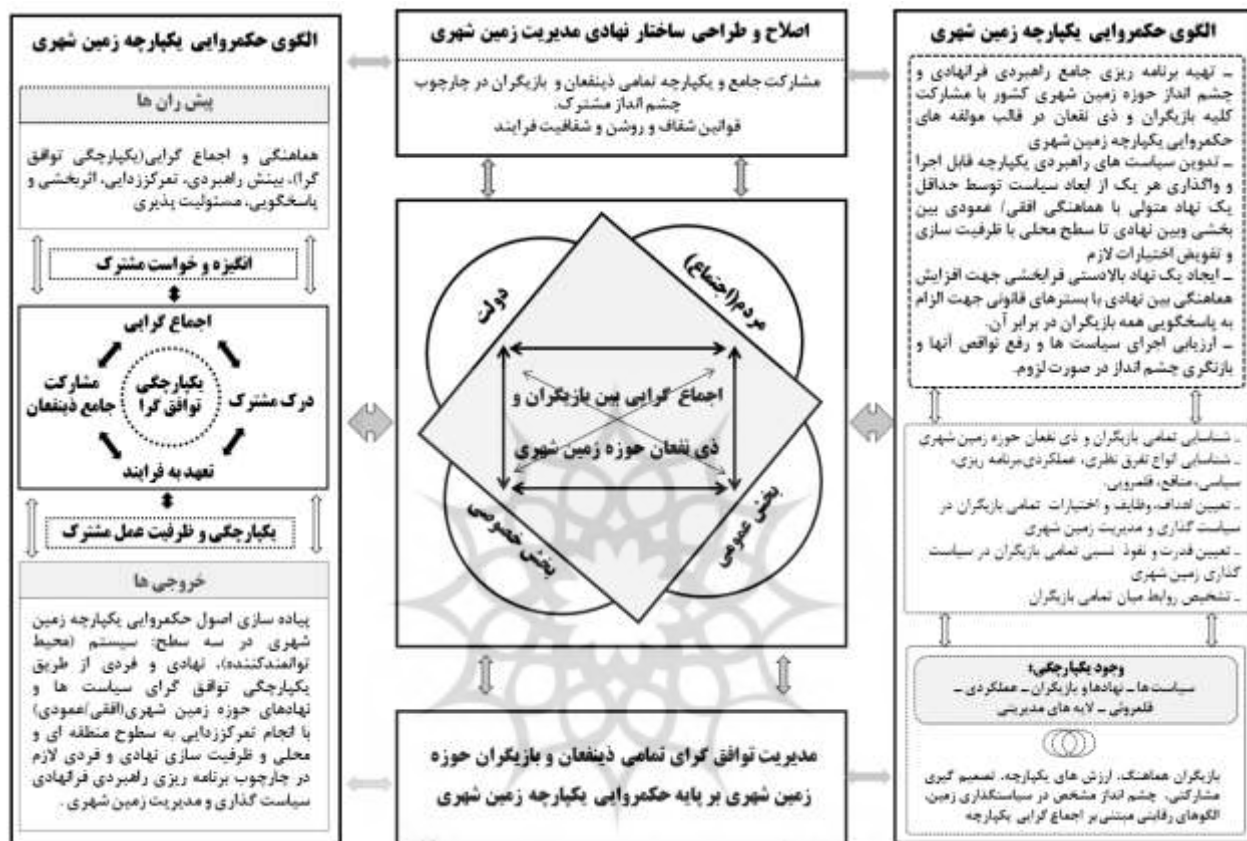 الگوی حکمروایی یکپارچه زمین شهری
ـ تهیه برنامه ریزی جامع راهبردی فرانهادی و
چشم انداز حوزه زمین شهری کشور با مشارکت
کلیه بازیگران و ذی نفعان در قالب مولفه های
حکمروایی یکپارچه زمین شهری
ـ تدوین سیاست های راهبردی یکپارچه قابل اجرا
و واگذاری هر یک از ابعاد سیاست توسط حداقل
یک نهاد متولی با هماهنگی افقی/ عمودی بین
بخشی وبین نهادی تا سطح محلی با ظرفیت سازی
و تفویض اختیارات لازم
ـ ایجاد یک نهاد بالادستی فرابخشی جهت افزایش
هماهنگی بین نهادی با بسترهای قانونی جهت الزام
به پاسخگویی همه بازیگران در برابر آن.
ـ ارزیابی اجرای سیاست ها و رفع نواقص آنها و
بازنگری چشم انداز در صورت لزوم.
ـ شناسایی تمامی بازیگران و ذی نفعان حوزه زمین شهری
ـ شناسایی انواع تفرق نظری، عملکردی،برنامه ریزی،
سیاسی، منافع، قلمرویی.
ـ تعیین اهداف، وظایف و اختیارات تمامی بازیگران در
سیاست گذاری و مدیریت زمین شهری
ـ تعیین قدرت و نفوذ نسبی تمامی بازیگران در سیاست
گذاری زمین شهری
ـ تشخیص روابط میان تمامی بازیگران
وجود یکپارچگی:
سیاست ها ـ نهادها و بازیگران ـ عملکردی ـ
قلمروئی ـ لایه های مدیریتی
بازیگران هماهنگ، ارزش های یکپارچه، تصمیم گیری
مشارکتی، چشم انداز مشخص در سیاستگذاری زمین،
الگوهای رقابتی مبتنی بر اجماع گرایی یکپارچه
اصلاح و طراحی ساختار نهادی مدیریت زمین شهری
مشارکت جامع و یکپارچه تمامی ذینفعان و بازیگران در چارچوب
چشم انداز مشترک.
قوانین شفاف و روشن و شفافیت فرایند
مردم(اجتماع)
دولت
اجماع گرایی بین بازیگران و
ذی نفعان حوزه زمین شهری
بخش عمومی
بخش خصوصی
مدیریت توافق گرای تمامی ذینفعان و بازیگران حوزه
زمین شهری بر پایه حکمروایی یکپارچه زمین شهری
الگوی حکمروایی یکپارچه زمین شهری
پیش ران ها
هماهنگی و اجماع گرایی(یکپارچگی توافق
گرا)، بینش راهبردی، تمرکززدایی، اثربخشی و
پاسخگویی، مسئولیت پذیری
انگیزه و خواست مشترک
اجماع گرایی
درک مشترک
یکپارچگی
توافق گرا
مشارکت
جامع ذینفعان
تعهد به فرایند
یکپارچگی و ظرفیت عمل مشترک
خروجی ها
پیاده سازی اصول حکمروایی یکپارچه زمین
شهری در سه سطح: سیستم (محیط
توانمندکننده)، نهادی و فردی از طریق
یکپارچگی توافق گرای سیاست ها و
نهادهای حوزه زمین شهری(افقی/عمودی)
با انجام تمرکززدایی به سطوح منطقه ای و
محلی و ظرفیت سازی نهادی و فردی لازم
در چارچوب برنامه ریزی راهبردی فرانهادی
سیاست گذاری و مدیریت زمین شهری .